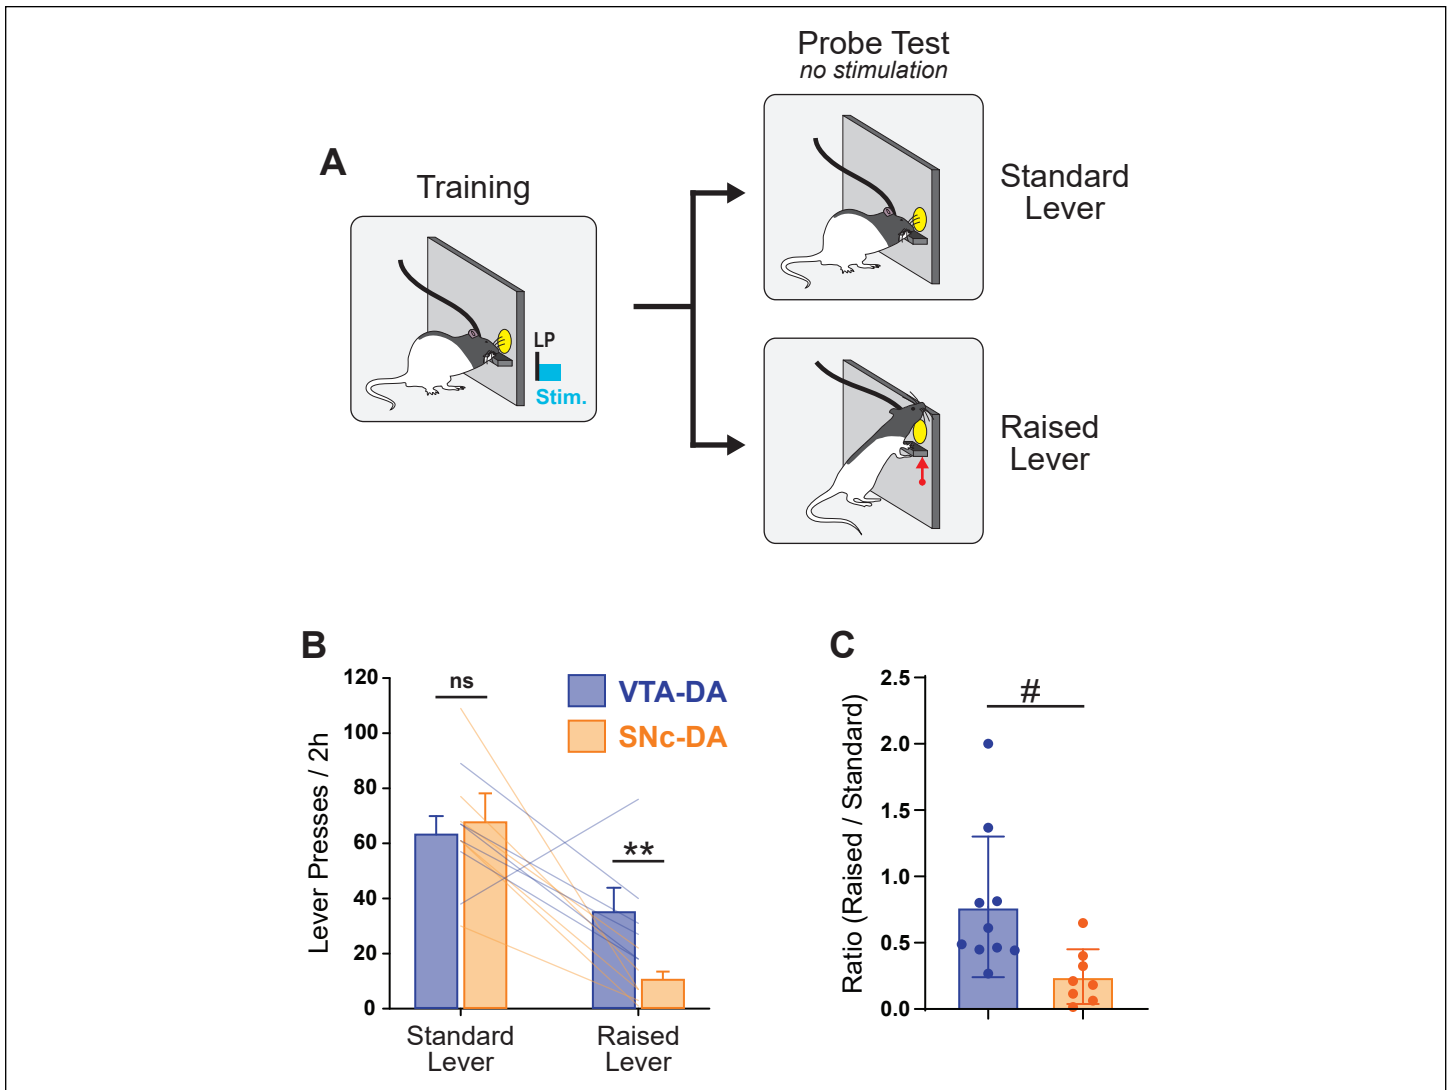 Probe Test
no stimulation
A
Training
Standard
Lever
LP
Stim.
Raised
Lever
B
C
Lever Presses / 2h
120
100
80
60
40
20
0
ns
**
VTA-DA
SNc-DA
Standard
Lever
Raised
Lever
Ratio (Raised / Standard)
2.5
2.0
1.5
1.0
0.5
0.0
#